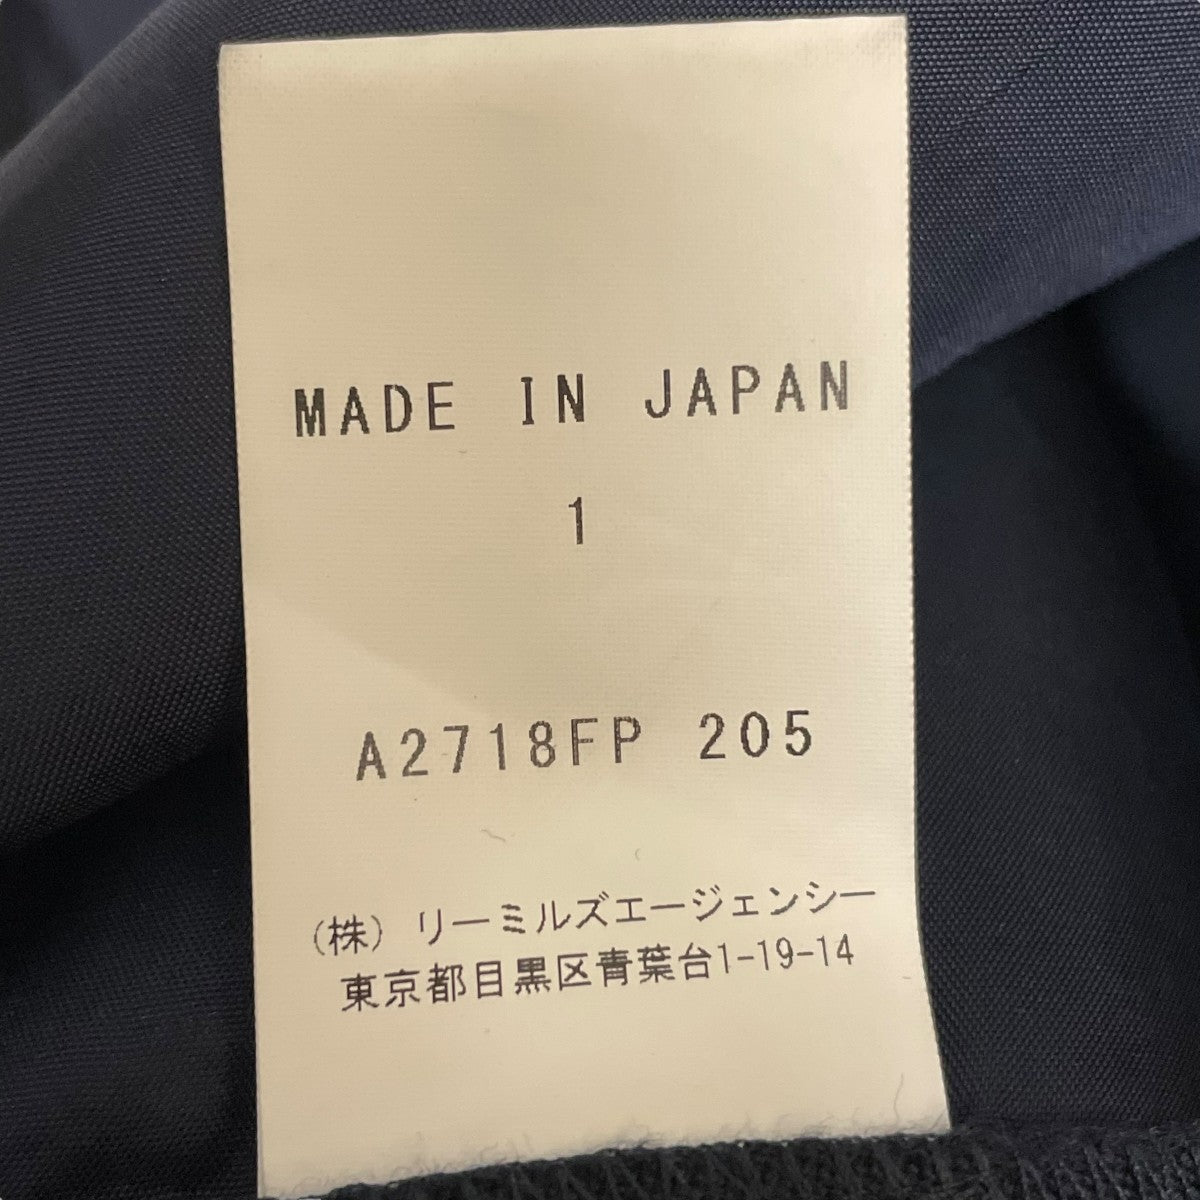 MADE IN JAPAN
1
A2718FP 205
(株) リーミルズエージェンシー
東京都目黒区青葉台1-19-14